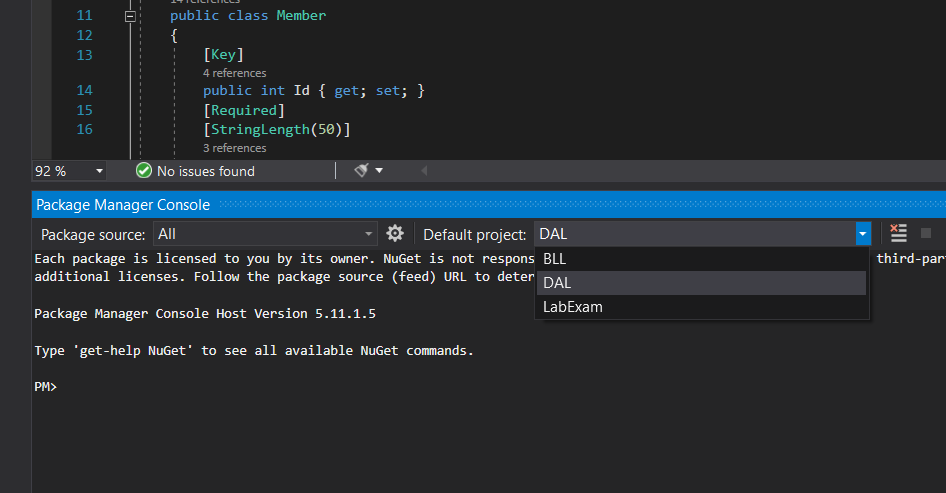 14 references
11 public class Member
12 {
13 [Key]
4 references
14 public int Id { get; set; }
15 [Required]
16 [StringLength(50)]
3 references
92 % No issues found
Package Manager Console
Package source: All Default project: DAL
Each package is licensed to you by its owner. NuGet is not respons BLL third-par
additional licenses. Follow the package source (feed) URL to deter DAL
LabExam
Package Manager Console Host Version 5.11.1.5
Type 'get-help NuGet' to see all available NuGet commands.
PM>